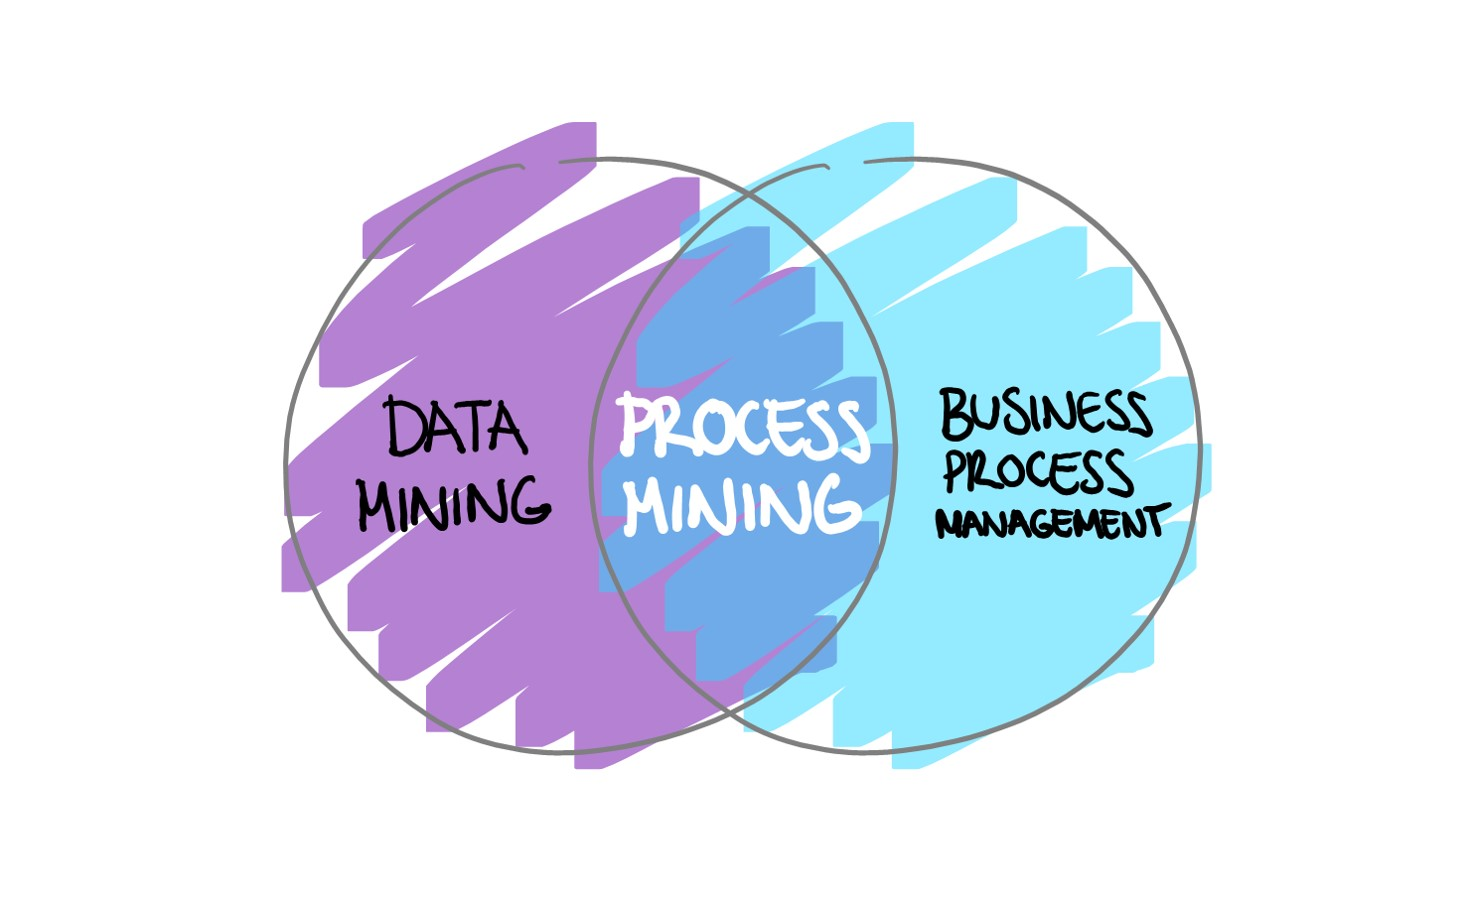 DATA
MINING
PROCESS
MINING
BUSINESS
PROCESS
MANAGEMENT